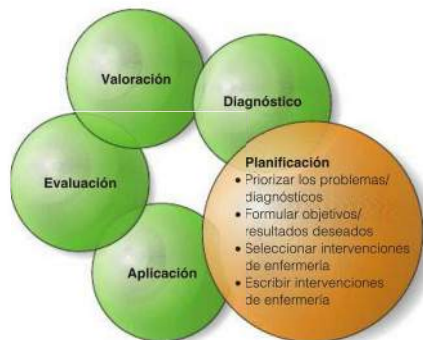 Valoración
Diagnóstico
Evaluación
Aplicación
Planificación
• Priorizar los problemas/
diagnósticos
• Formular objetivos/
resultados deseados
• Seleccionar intervenciones
de enfermería
• Escribir intervenciones
de enfermería